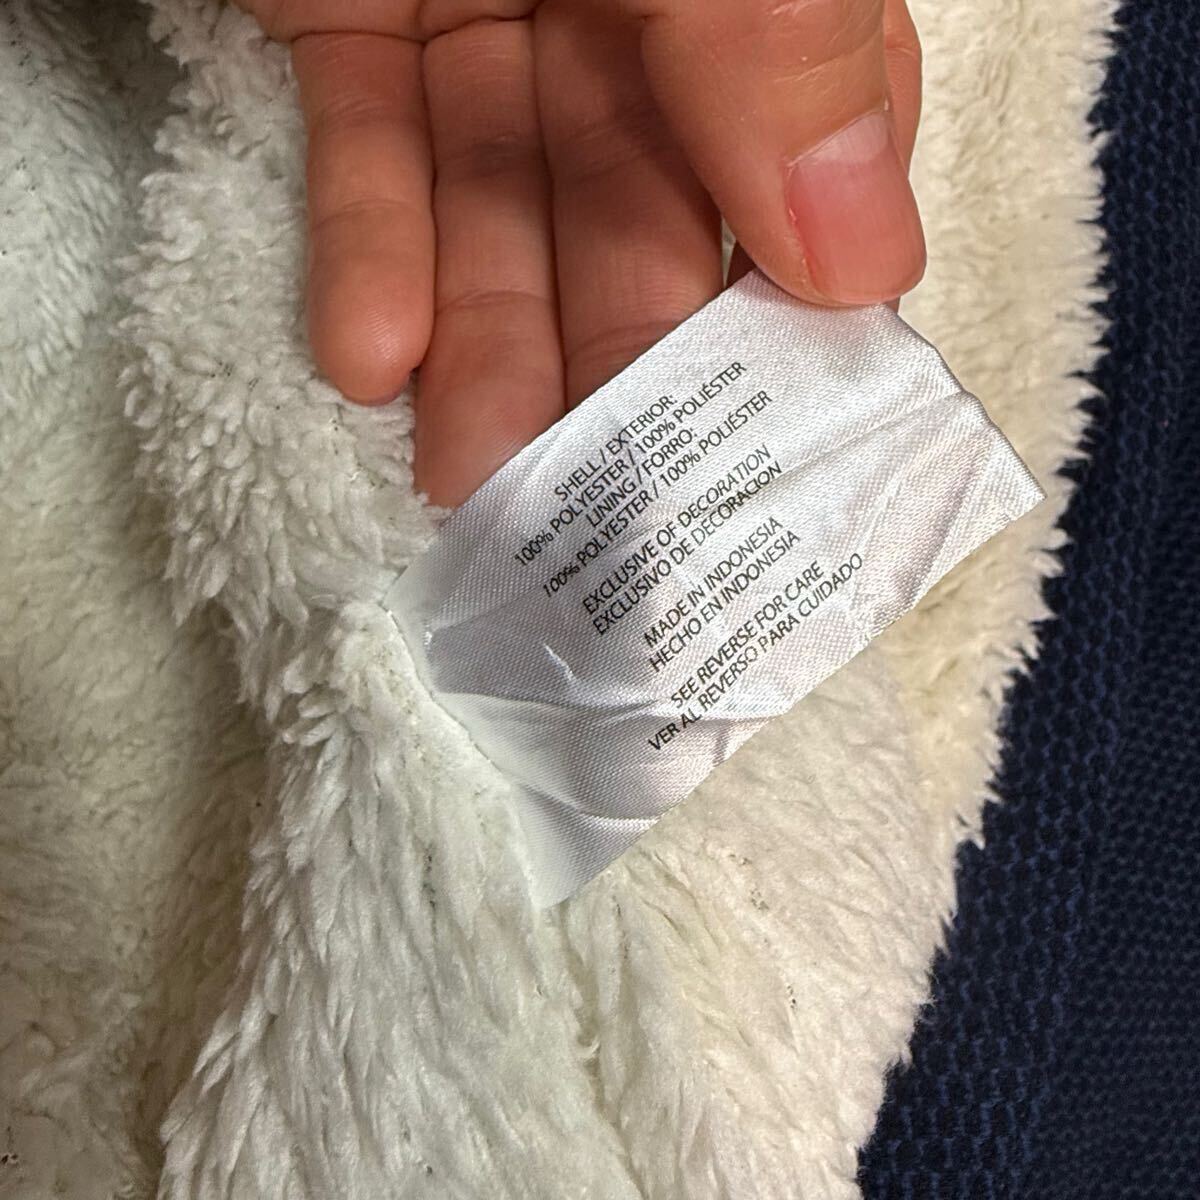 SHELL / EXTERIOR:
100% POLYESTER / 100% POLIÉSTER
LINING / FORRO:
100% POLYESTER / 100% POLIÉSTER
EXCLUSIVE OF DECORATION
EXCLUSIVO DE DECORACION
MADE IN INDONESIA
HECHO EN INDONESIA
SEE REVERSE FOR CARE
VER AL REVERSO PARA CUIDADO